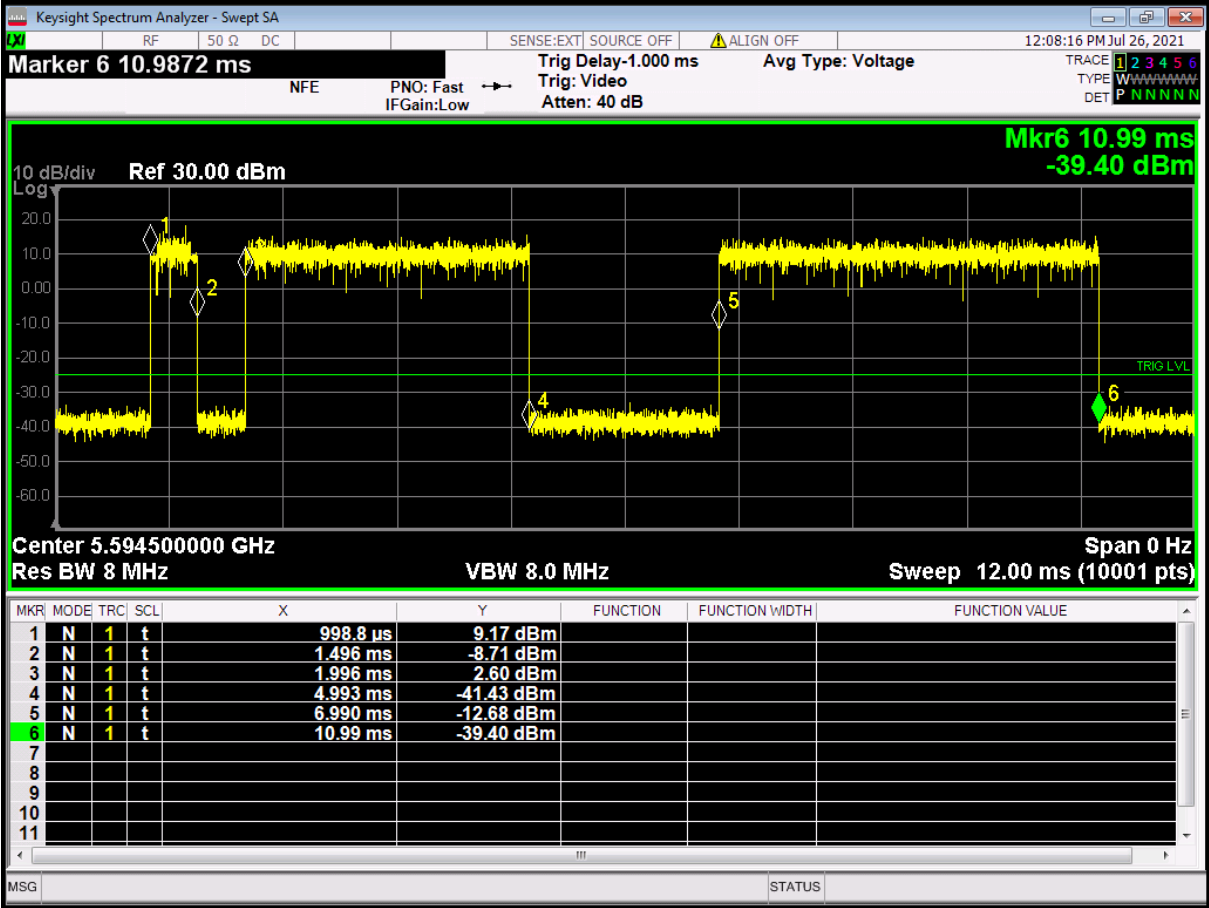 Keysight Spectrum Analyzer - Swept SA
LXI RF 50 Ω DC SENSE:EXT SOURCE OFF ALIGN OFF 12:08:16 PM Jul 26, 2021
Marker 6 10.9872 ms Trig Delay-1.000 ms Avg Type: Voltage TRACE 1 2 3 4 5 6
NFE PNO: Fast Trig: Video TYPE WWWWWW
IFGain:Low Atten: 40 dB DET P N N N N N
Mkr6 10.99 ms
10 dB/div Ref 30.00 dBm -39.40 dBm
Log
20.0
1
10.0
3
0.00
2
5
-10.0
-20.0
TRIG LVL
-30.0
4
6
-40.0
-50.0
-60.0
Center 5.594500000 GHz Span 0 Hz
Res BW 8 MHz VBW 8.0 MHz Sweep 12.00 ms (10001 pts)
MKR MODE TRC SCL X Y FUNCTION FUNCTION WIDTH FUNCTION VALUE
1 N 1 t 998.8 µs 9.17 dBm
2 N 1 t 1.496 ms -8.71 dBm
3 N 1 t 1.996 ms 2.60 dBm
4 N 1 t 4.993 ms -41.43 dBm
5 N 1 t 6.990 ms -12.68 dBm
6 N 1 t 10.99 ms -39.40 dBm
7
8
9
10
11
MSG STATUS